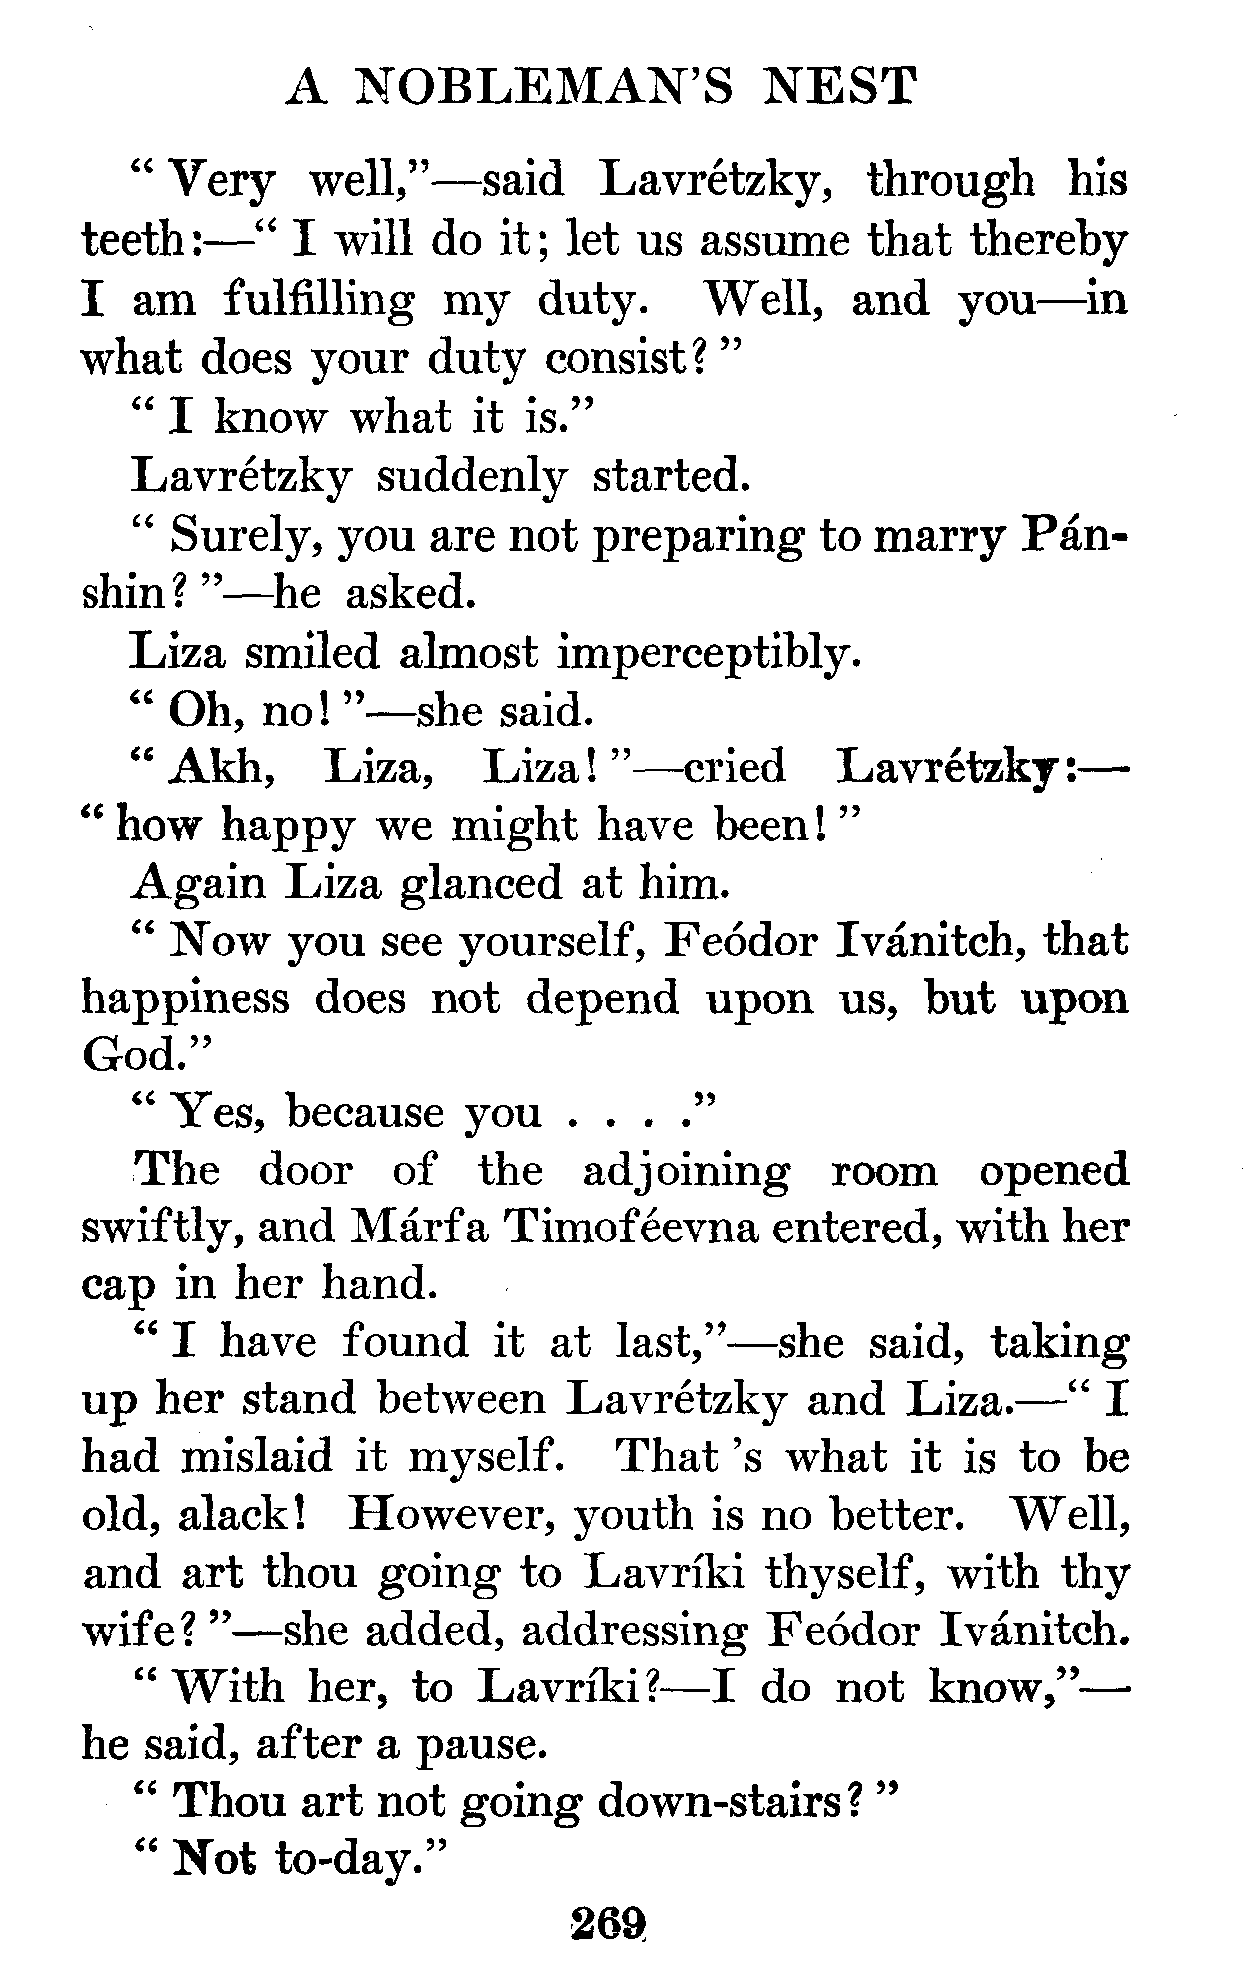 A NOBLEMAN'S NEST
“ Very well,”—said Lavrétzky, through his
teeth:—“ I will do it; let us assume that thereby
I am fulfilling my duty. Well, and you—in
what does your duty consist? ”
“ I know what it is.”
Lavrétzky suddenly started.
“ Surely, you are not preparing to marry Pán-
shin? ”—he asked.
Liza smiled almost imperceptibly.
“ Oh, no! ”—she said.
“ Akh, Liza, Liza! ”—cried Lavrétzky:—
“ how happy we might have been! ”
Again Liza glanced at him.
“ Now you see yourself, Feódor Ivánitch, that
happiness does not depend upon us, but upon
God.”
“ Yes, because you . . . .”
The door of the adjoining room opened
swiftly, and Márfa Timoféevna entered, with her
cap in her hand.
“ I have found it at last,”—she said, taking
up her stand between Lavrétzky and Liza.—“ I
had mislaid it myself. That 's what it is to be
old, alack! However, youth is no better. Well,
and art thou going to Lavríki thyself, with thy
wife? ”—she added, addressing Feódor Ivánitch.
“ With her, to Lavríki?—I do not know,”—
he said, after a pause.
“ Thou art not going down-stairs? ”
“ Not to-day.”
269